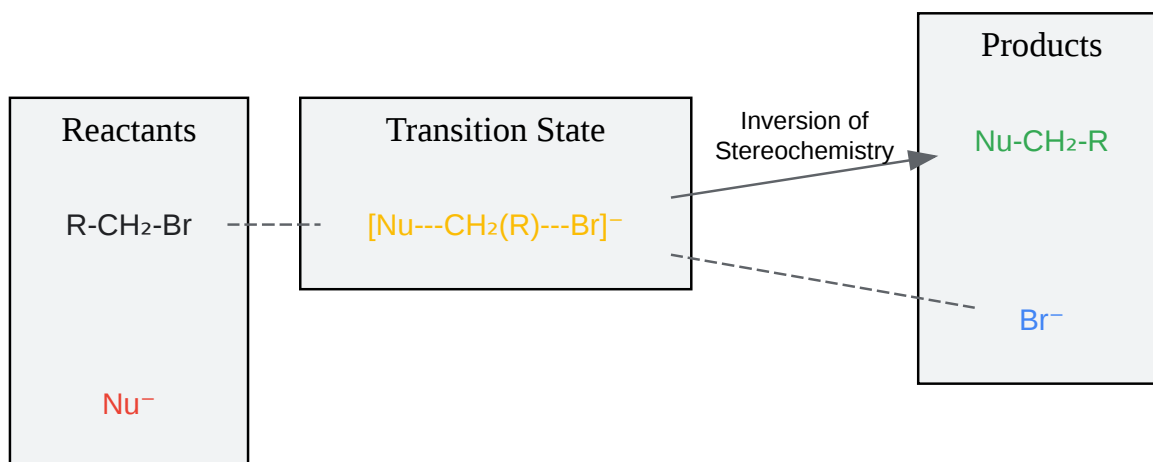 Reactants
R-CH₂-Br
Nu⁻
Transition State
[Nu---CH₂(R)---Br]⁻
Inversion of
Stereochemistry
Products
Nu-CH₂-R
Br⁻